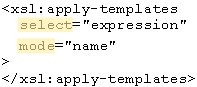 <xsl:apply-templates
select="expression"
mode="name"
>
</xsl:apply-templates>